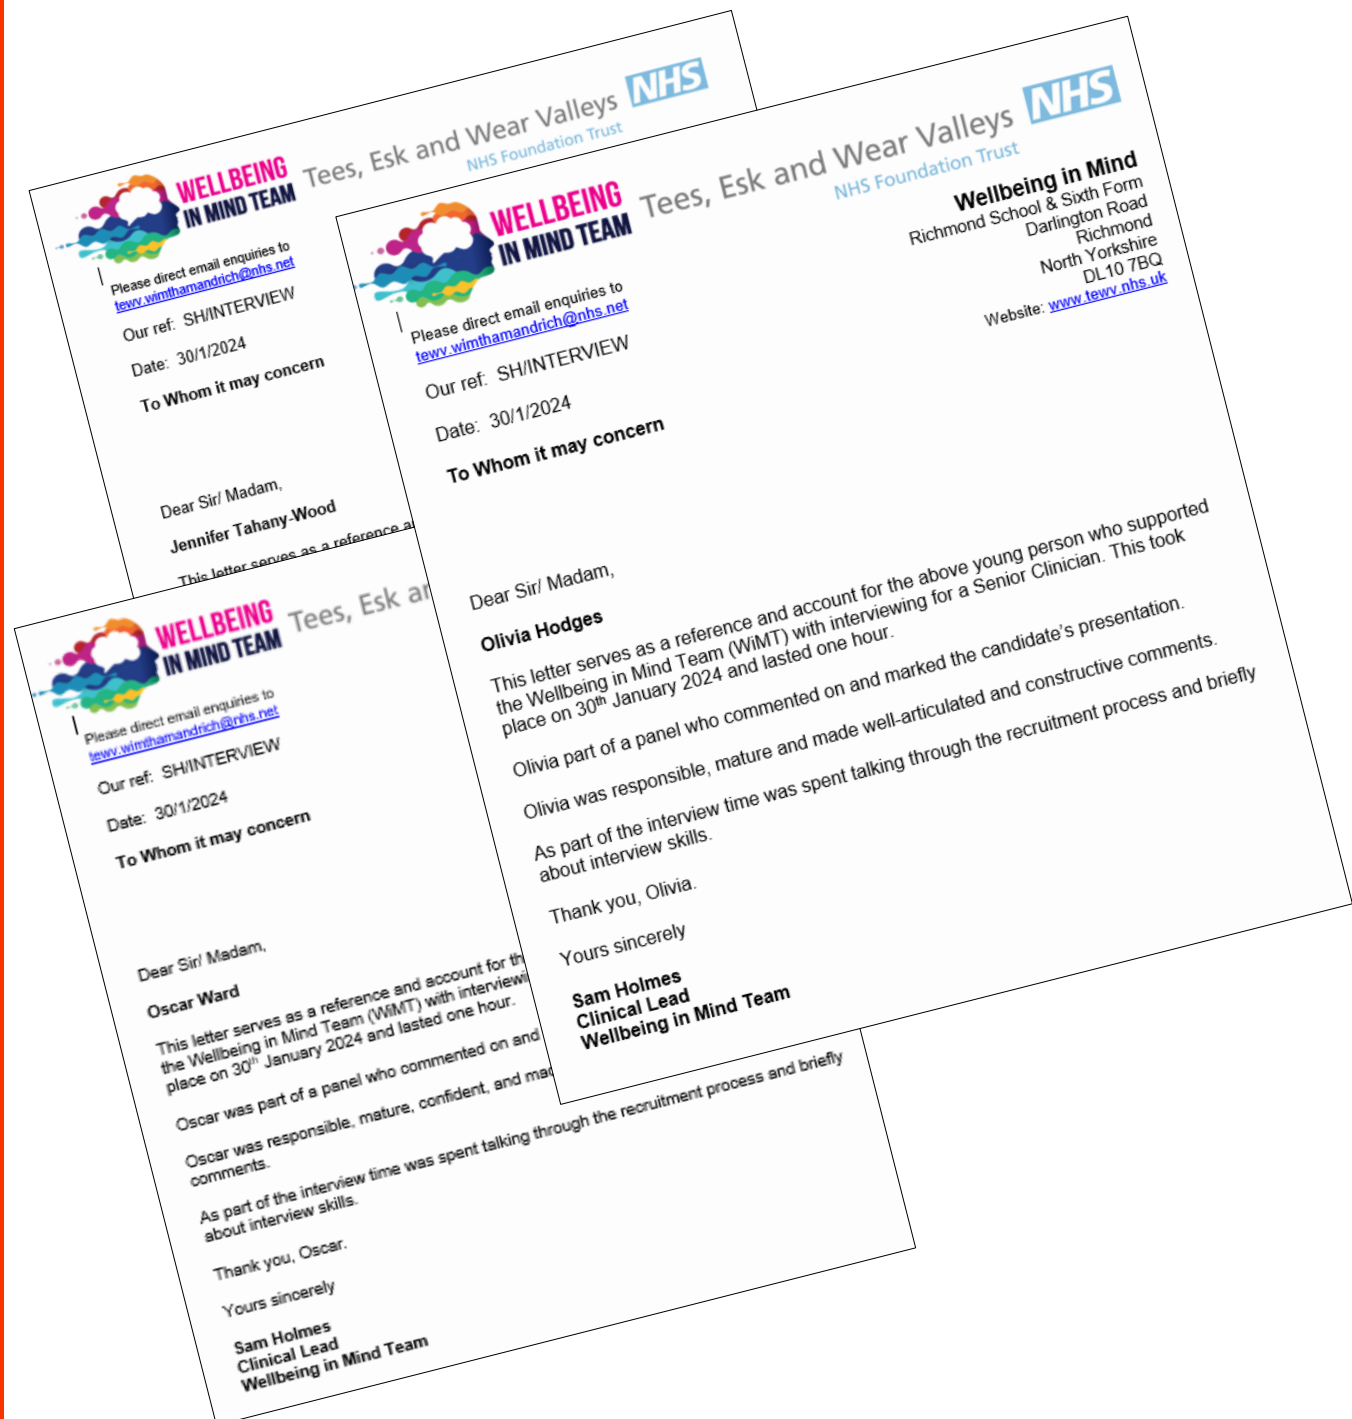 WELLBEING
IN MIND TEAM
Tees, Esk and Wear Valleys NHS
NHS Foundation Trust
Please direct email enquiries to
tewv.wimthamandrich@nhs.net
Our ref: SH/INTERVIEW
Date: 30/1/2024
To Whom it may concern
Dear Sir/ Madam,
Jennifer Tahany-Wood
This letter serves as a reference
WELLBEING
IN MIND TEAM
Tees, Esk and Wear Valleys NHS
NHS Foundation Trust
Wellbeing in Mind
Richmond School & Sixth Form
Darlington Road
Richmond
North Yorkshire
DL10 7BQ
Website: www.tewv.nhs.uk
Please direct email enquiries to
tewv.wimthamandrich@nhs.net
Our ref: SH/INTERVIEW
Date: 30/1/2024
To Whom it may concern
Dear Sir/ Madam,
Olivia Hodges
This letter serves as a reference and account for the above young person who supported
the Wellbeing in Mind Team (WiMT) with interviewing for a Senior Clinician. This took
place on 30th January 2024 and lasted one hour.
Olivia part of a panel who commented on and marked the candidate's presentation.
Olivia was responsible, mature and made well-articulated and constructive comments.
As part of the interview time was spent talking through the recruitment process and briefly
about interview skills.
Thank you, Olivia.
Yours sincerely
Sam Holmes
Clinical Lead
Wellbeing in Mind Team
WELLBEING
IN MIND TEAM
Tees, Esk
Please direct email enquiries to
tewv.wimthamandrich@nhs.net
Our ref: SH/INTERVIEW
Date: 30/1/2024
To Whom it may concern
Dear Sir/ Madam,
Oscar Ward
This letter serves as a reference and account for
the Wellbeing in Mind Team (WiMT) with
place on 30th January 2024 and lasted one hour.
Oscar was part of a panel who commented on and
Oscar was responsible, mature, confident, and
comments.
As part of the interview time was spent talking through the recruitment process and briefly
about interview skills.
Thank you, Oscar.
Yours sincerely
Sam Holmes
Clinical Lead
Wellbeing in Mind Team